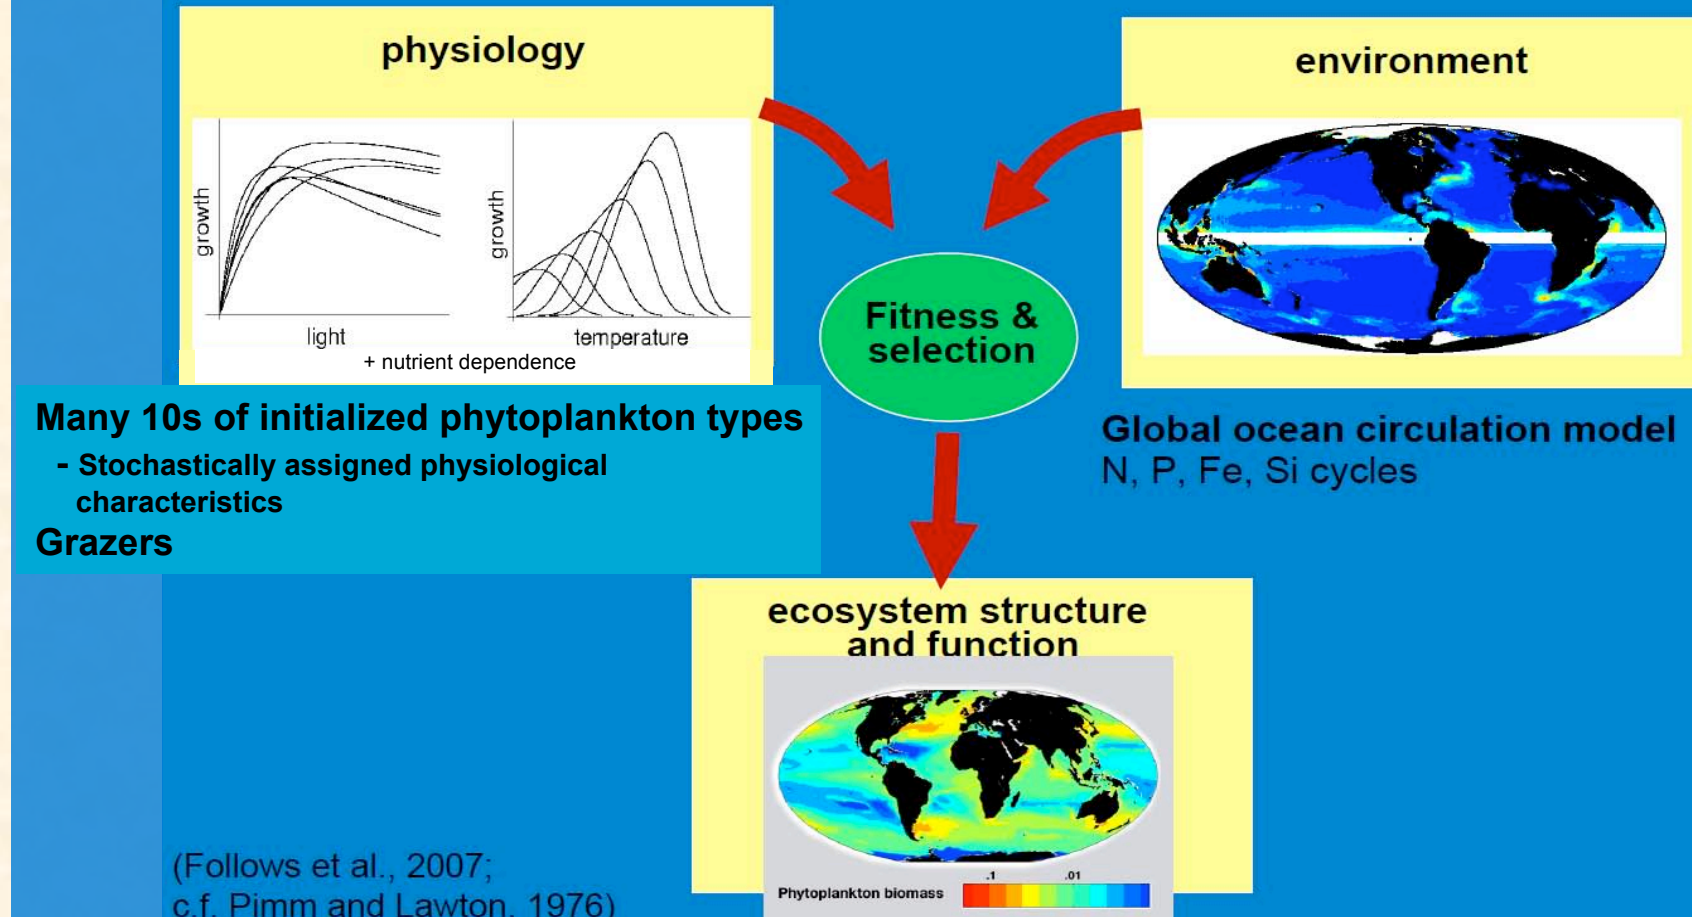 physiology
growth
light
growth
temperature
+ nutrient dependence
environment
Fitness &
selection
Many 10s of initialized phytoplankton types
- Stochastically assigned physiological
characteristics
Grazers
Global ocean circulation model
N, P, Fe, Si cycles
ecosystem structure
and function
.1 .01
Phytoplankton biomass
(Follows et al., 2007;
c.f. Pimm and Lawton, 1976)